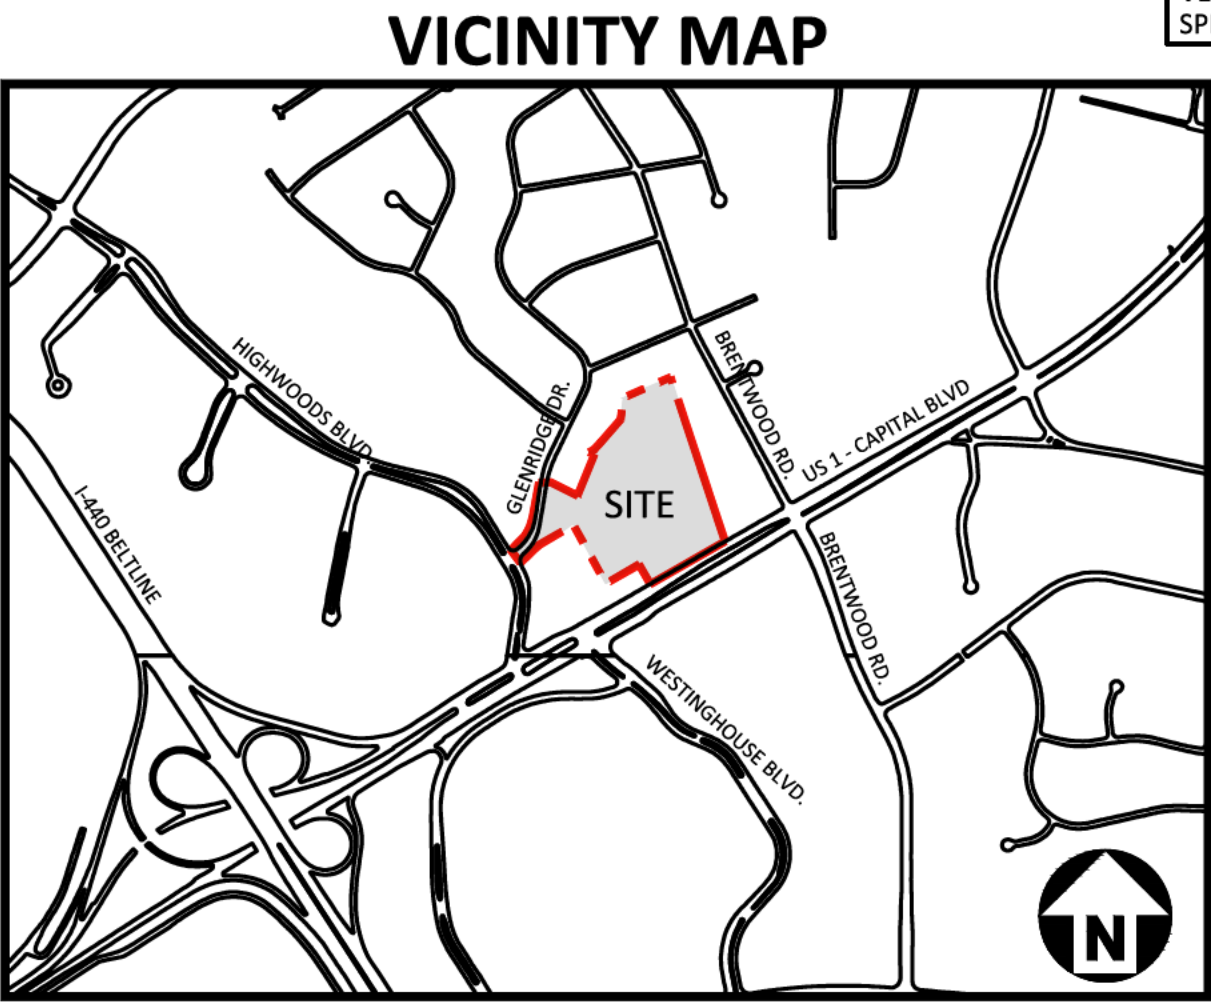 VICINITY MAP
BRENTWOOD RD.
HIGHWOODS BLVD
GLENRIDGE DR.
US 1 - CAPITAL BLVD
SITE
I-440 BELTLINE
BRENTWOOD RD.
WESTINGHOUSE BLVD.
N